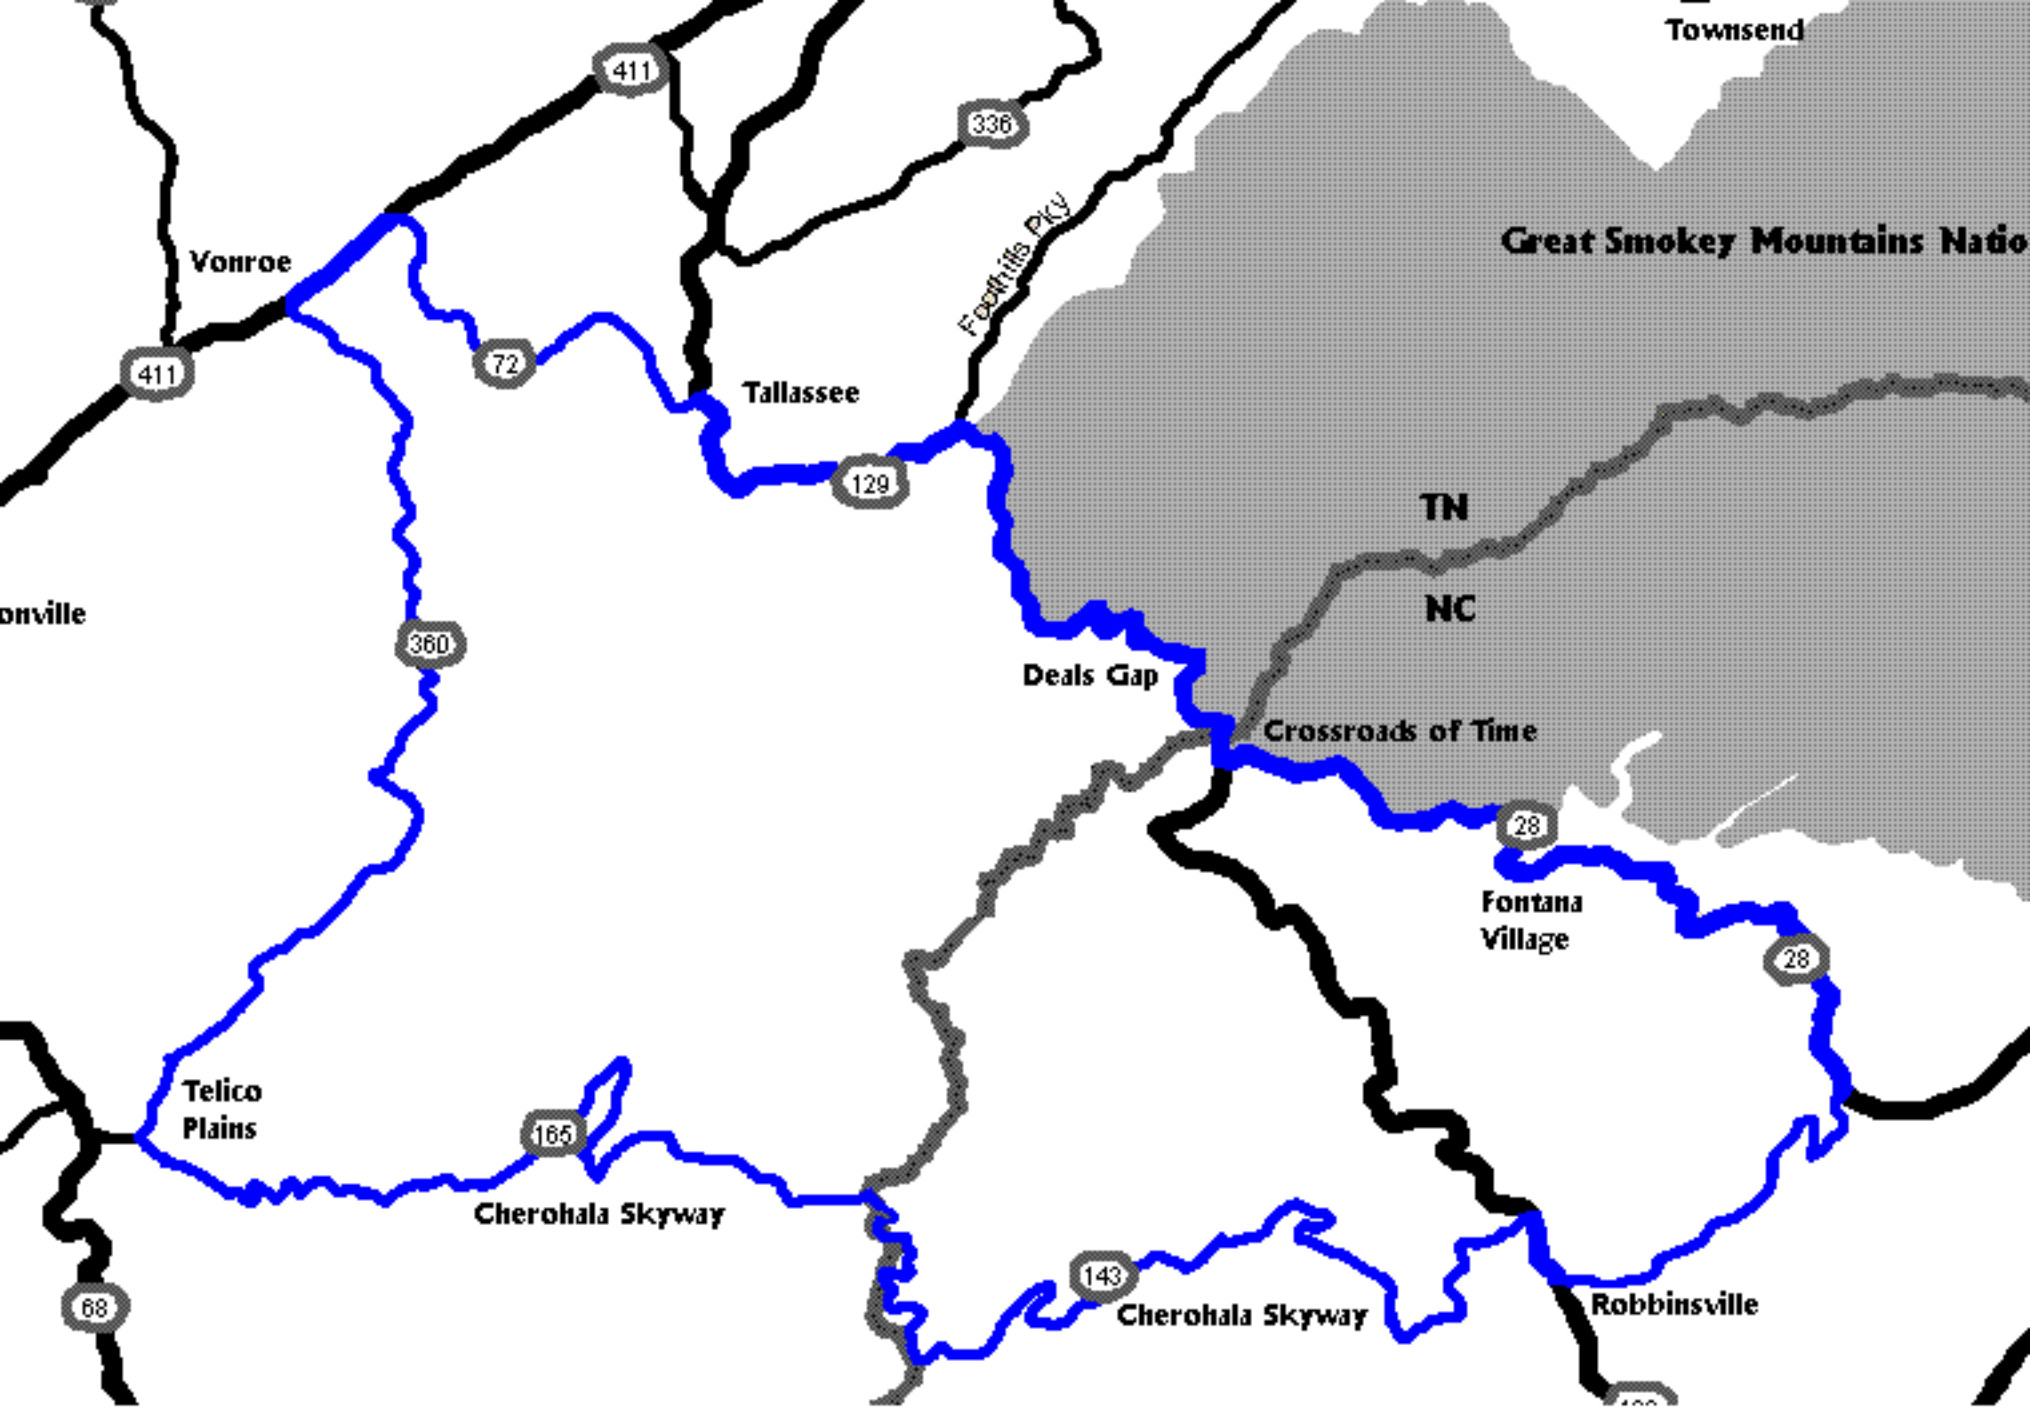 Townsend
411
336
Foothills Pky
Great Smokey Mountains Natio
Vonroe
411
72
Tallassee
129
TN
onville
NC
360
Deals Gap
Crossroads of Time
28
Fontana
Village
28
Telico
Plains
165
Cherohala Skyway
143
68
Cherohala Skyway
Robbinsville